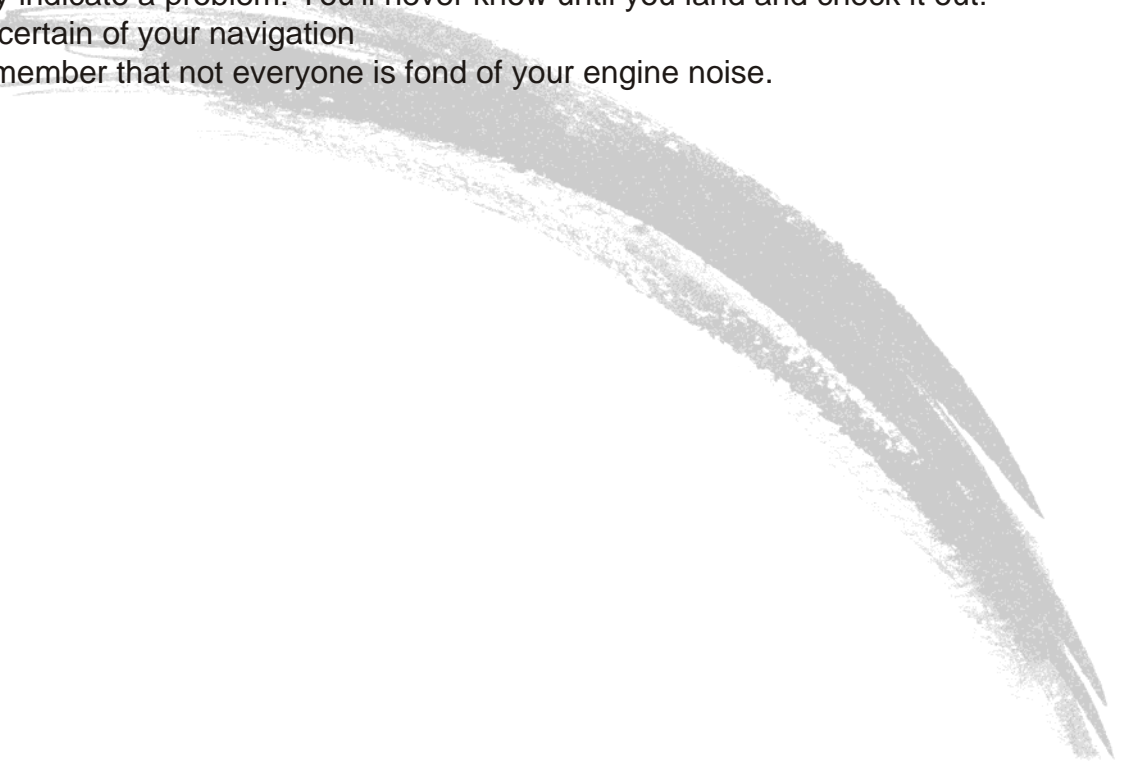 indicate a problem. You'll never know until you land and check it out.
certain of your navigation
member that not everyone is fond of your engine noise.